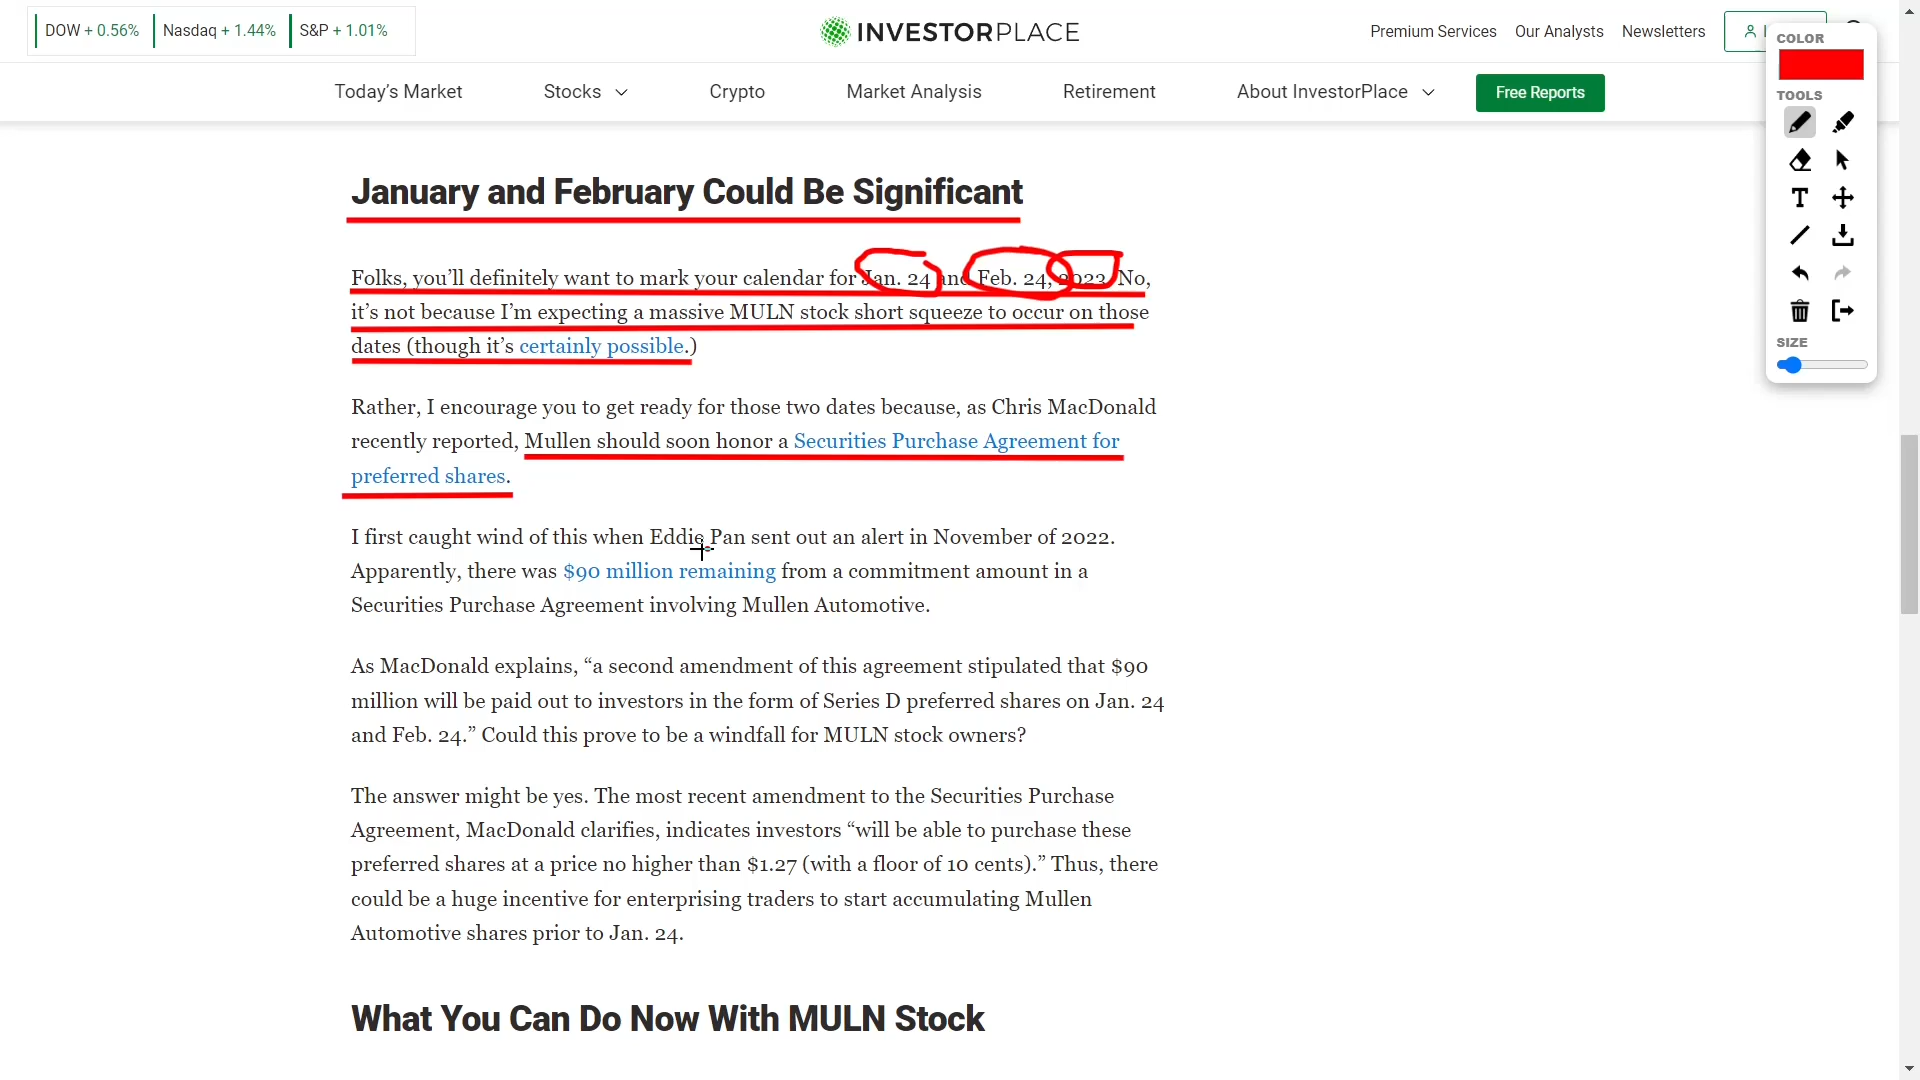 DOW + 0.56%
Nasdaq + 1.44%
S&P + 1.01%
INVESTORPLACE
Premium Services
Our Analysts
Newsletters
Today's Market
Stocks
Crypto
Market Analysis
Retirement
About InvestorPlace
Free Reports
COLOR
TOOLS
T
SIZE
January and February Could Be Significant
Folks, you'll definitely want to mark your calendar for Jan. 24 and Feb. 24, 2023. No,
it's not because I'm expecting a massive MULN stock short squeeze to occur on those
dates (though it's certainly possible.)
Rather, I encourage you to get ready for those two dates because, as Chris MacDonald
recently reported, Mullen should soon honor a Securities Purchase Agreement for
preferred shares.
I first caught wind of this when Eddie Pan sent out an alert in November of 2022.
Apparently, there was $90 million remaining from a commitment amount in a
Securities Purchase Agreement involving Mullen Automotive.
As MacDonald explains, “a second amendment of this agreement stipulated that $90
million will be paid out to investors in the form of Series D preferred shares on Jan. 24
and Feb. 24.” Could this prove to be a windfall for MULN stock owners?
The answer might be yes. The most recent amendment to the Securities Purchase
Agreement, MacDonald clarifies, indicates investors “will be able to purchase these
preferred shares at a price no higher than $1.27 (with a floor of 10 cents).” Thus, there
could be a huge incentive for enterprising traders to start accumulating Mullen
Automotive shares prior to Jan. 24.
What You Can Do Now With MULN Stock